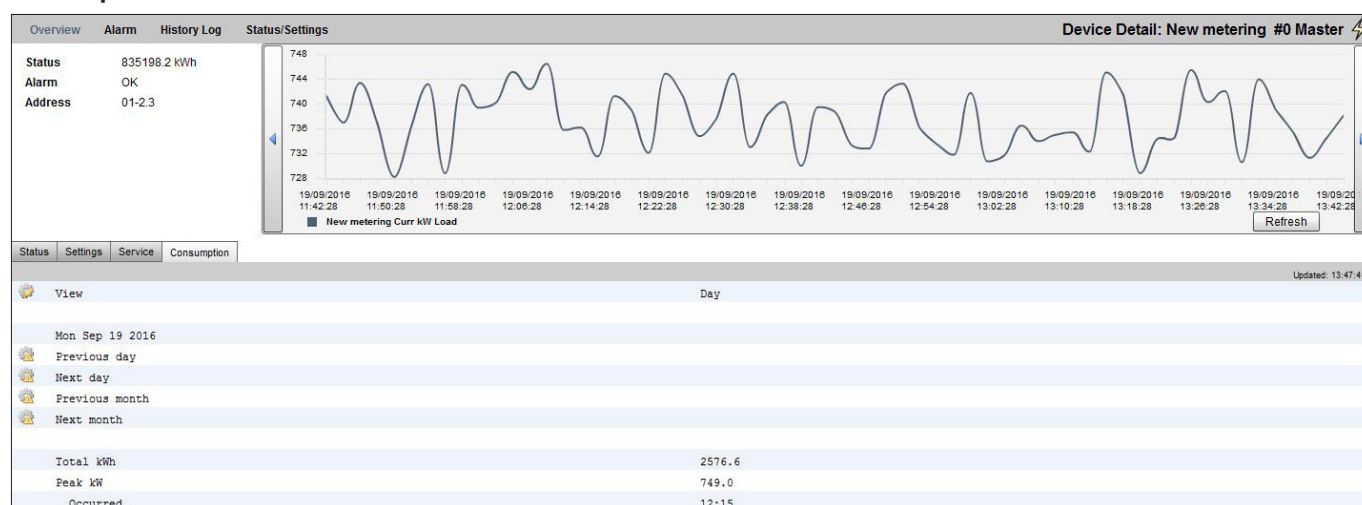 Overview Alarm History Log Status/Settings Device Detail: New metering #0 Master
Status 835198.2 kWh
Alarm OK
Address 01-2.3
748
744
740
736
732
728
19/09/2016 19/09/2016 19/09/2016 19/09/2016 19/09/2016 19/09/2016 19/09/2016 19/09/2016 19/09/2016 19/09/2016 19/09/2016 19/09/2016 19/09/2016 19/09/2016 19/09/2016 19/09/20
11:42:28 11:50:28 11:58:28 12:06:28 12:14:28 12:22:28 12:30:28 12:38:28 12:46:28 12:54:28 13:02:28 13:10:28 13:18:28 13:26:28 13:34:28 13:42:28
New metering Curr kW Load
Refresh
Status Settings Service Consumption
Updated: 13:47:4
View Day
Mon Sep 19 2016
Previous day
Next day
Previous month
Next month
Total kWh 2576.6
Peak kW 749.0
Occurred 12:15